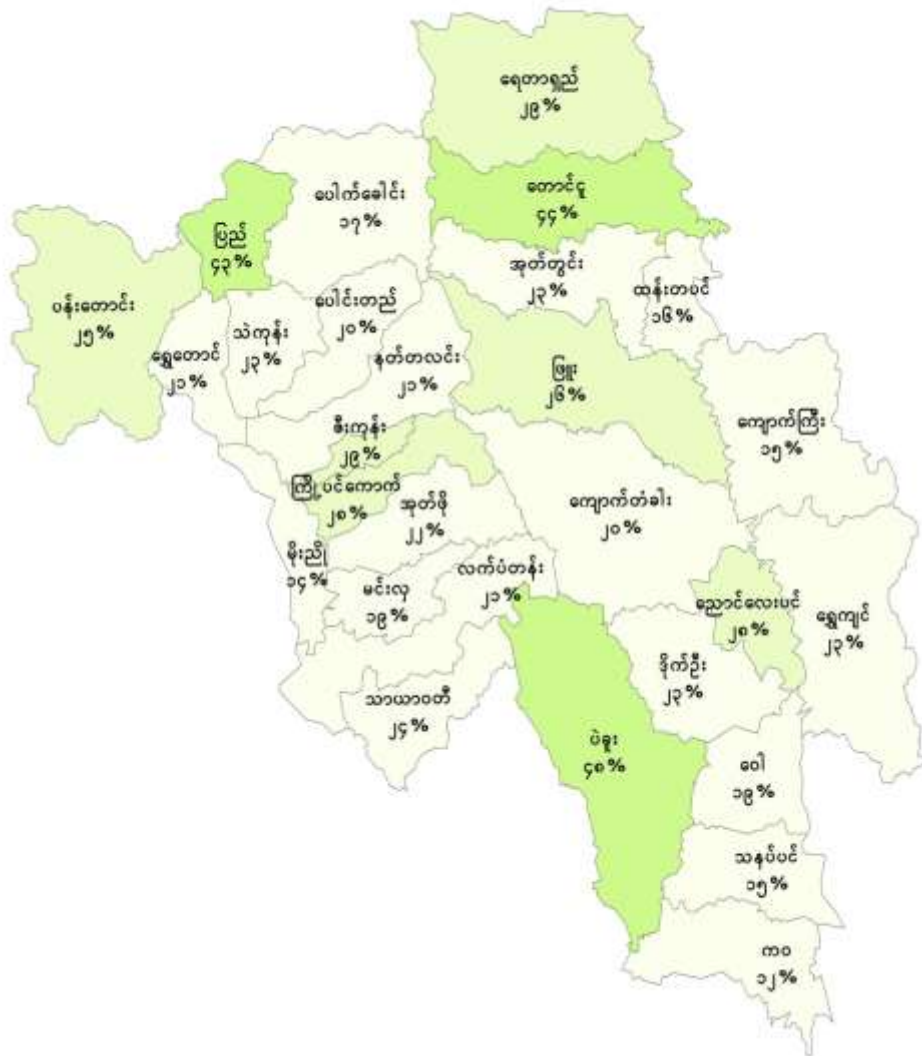 ရေတာရှည်
၂၉%
တောင်ငူ
၄၄%
ပေါက်ခေါင်း
၁၇%
ပြည်
၄၃%
အုတ်တွင်း
၂၃%
ထန်းတပင်
၁၆%
ပန်းတောင်း
၂၅%
ပေါင်းတည်
၂၀%
သဲကုန်း
၂၃%
ရွှေတောင်
၂၁%
နတ်တလင်း
၂၁%
ဖြူး
၂၆%
ကျောက်ကြီး
၁၅%
ဇီးကုန်း
၂၉%
ကြို့ပင်ကောက်
၂၈%
အုတ်ဖို
၂၂%
ကျောက်တံခါး
၂၀%
မိုးညို
၁၄%
မင်းလှ
၁၉%
လက်ပံတန်း
၂၁%
ညောင်လေးပင်
၂၈%
ရွှေကျင်
၂၃%
ဒိုက်ဦး
၂၃%
သာယာဝတီ
၂၄%
ပဲခူး
၄၈%
ဝေါ
၁၉%
သနပ်ပင်
၁၅%
ကဝ
၁၂%